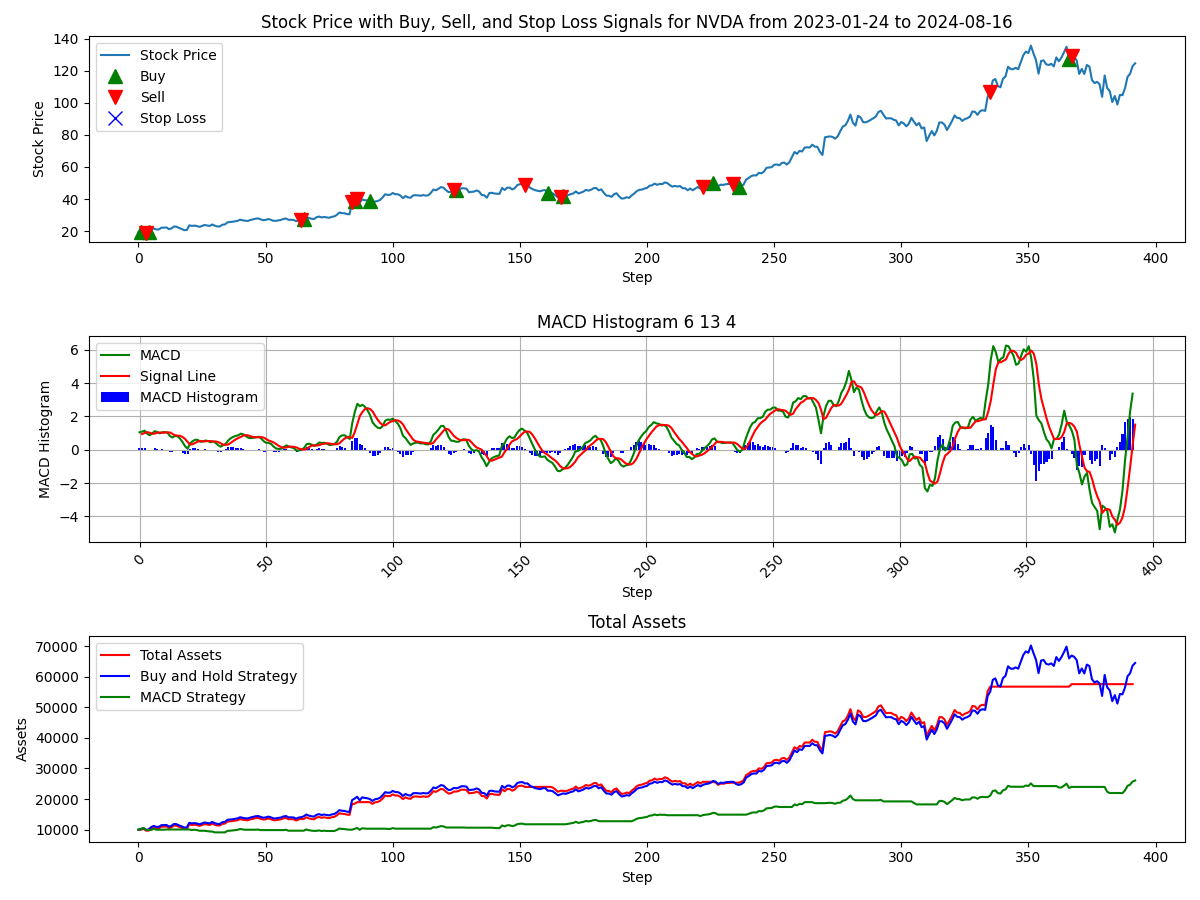 Stock Price with Buy, Sell, and Stop Loss Signals for NVDA from 2023-01-24 to 2024-08-16
140
120
100
80
60
40
20
Stock Price
Stock Price
Buy
Sell
Stop Loss
0 50 100 150 200 250 300 350 400
Step
MACD Histogram 6 13 4
6
4
2
0
−2
−4
MACD Histogram
MACD
Signal Line
MACD Histogram
0 50 100 150 200 250 300 350 400
Step
Total Assets
70000
60000
50000
40000
30000
20000
10000
Assets
Total Assets
Buy and Hold Strategy
MACD Strategy
0 50 100 150 200 250 300 350 400
Step